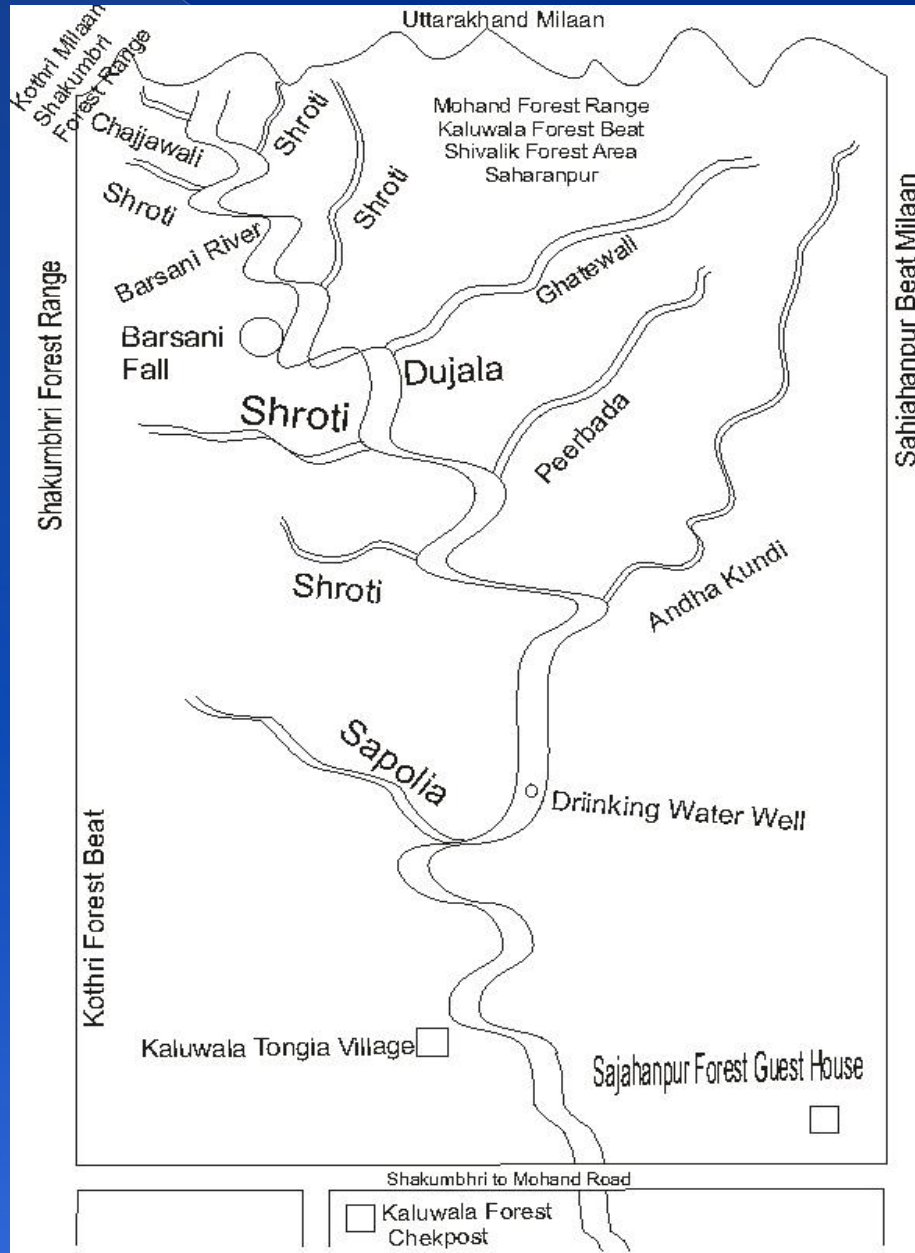 Uttarakhand Milaan
Kothri Milaan
Shakumbri
Forest Range
Mohand Forest Range
Kaluwala Forest Beat
Shivalik Forest Area
Saharanpur
Chajjawali
Shroti
Shroti
Shroti
Barsani River
Ghatewali
Sahjahanpur Beat Milaan
Shakumbhri Forest Range
Barsani
Fall
Dujala
Shroti
Peerbada
Shroti
Andha Kundi
Sapolia
Driinking Water Well
Kothri Forest Beat
Kaluwala Tongia Village
Sajahanpur Forest Guest House
Shakumbhri to Mohand Road
Kaluwala Forest
Chekpost